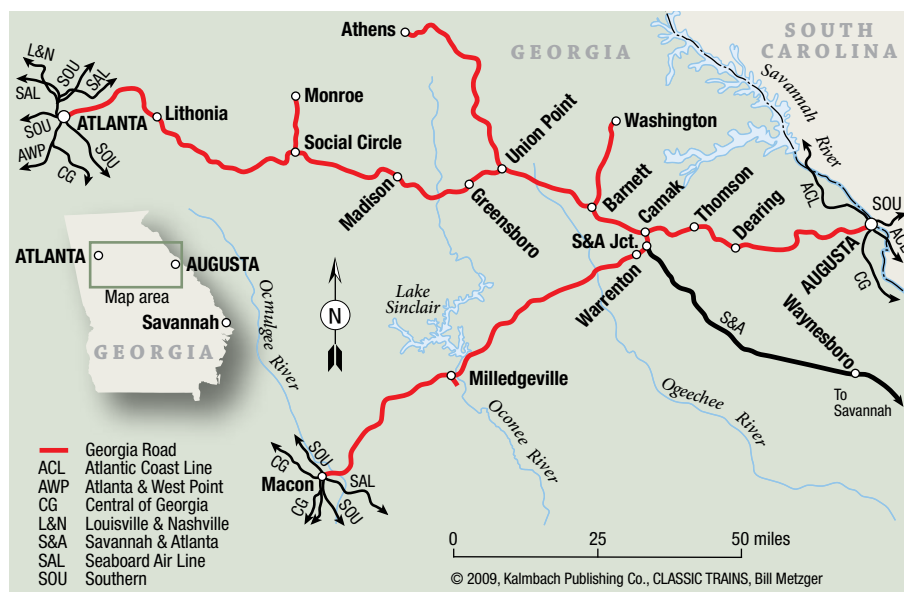 Athens
GEORGIA
SOUTH
CAROLINA
L&N
SOU
SAL
SAL
SOU
AWP
CG
SOU
ATLANTA
Lithonia
Monroe
Social Circle
Madison
Greensboro
Union Point
Washington
Barnett
Camak
Thomson
Dearing
S&A Jct.
Warrenton
Savannah
River
ACL
SOU
ACL
CG
AUGUSTA
Waynesboro
S&A
To
Savannah
ATLANTA
AUGUSTA
Map area
Savannah
GEORGIA
Ocmulgee River
N
Lake
Sinclair
Milledgeville
Oconee River
Ogeechee River
SOU
CG
Macon
SAL
CG
SOU
Georgia Road
ACL Atlantic Coast Line
AWP Atlanta & West Point
CG Central of Georgia
L&N Louisville & Nashville
S&A Savannah & Atlanta
SAL Seaboard Air Line
SOU Southern
0 25 50 miles
© 2009, Kalmbach Publishing Co., CLASSIC TRAINS, Bill Metzger